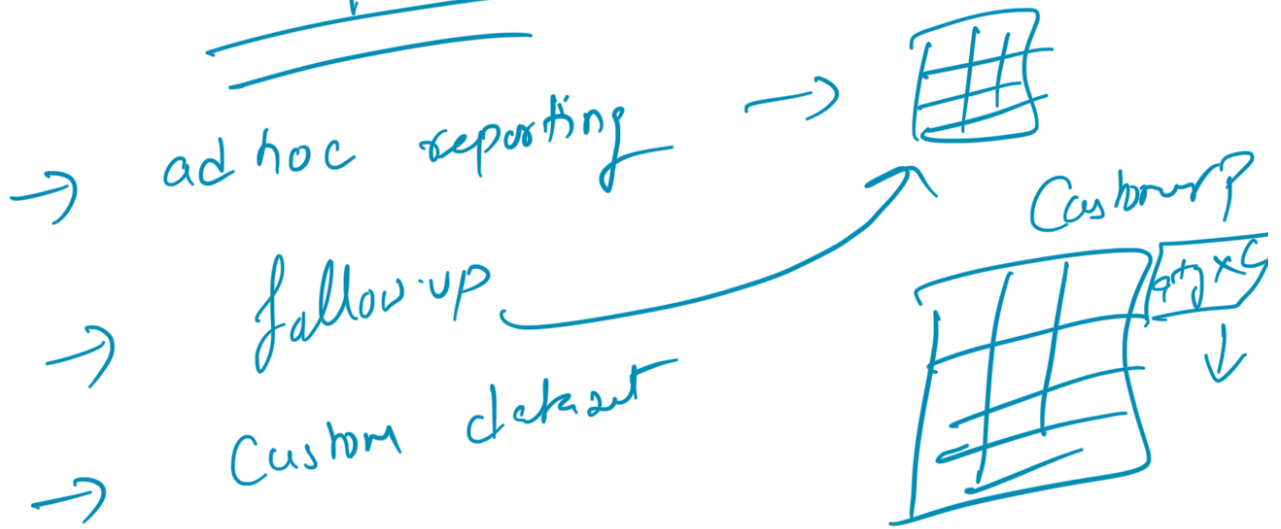 ad hoc reporting
Customer?
follow-up
qty x C
Custom dataset